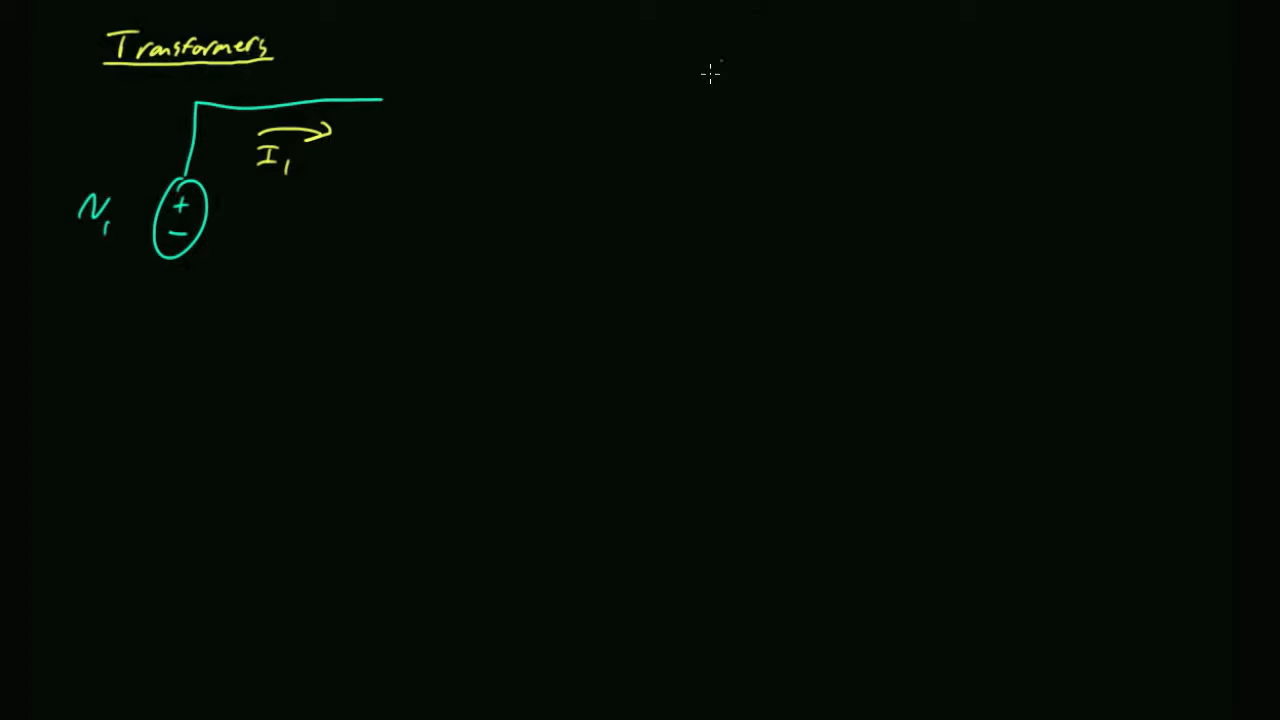 Transformers
I₁
N₁
+
−